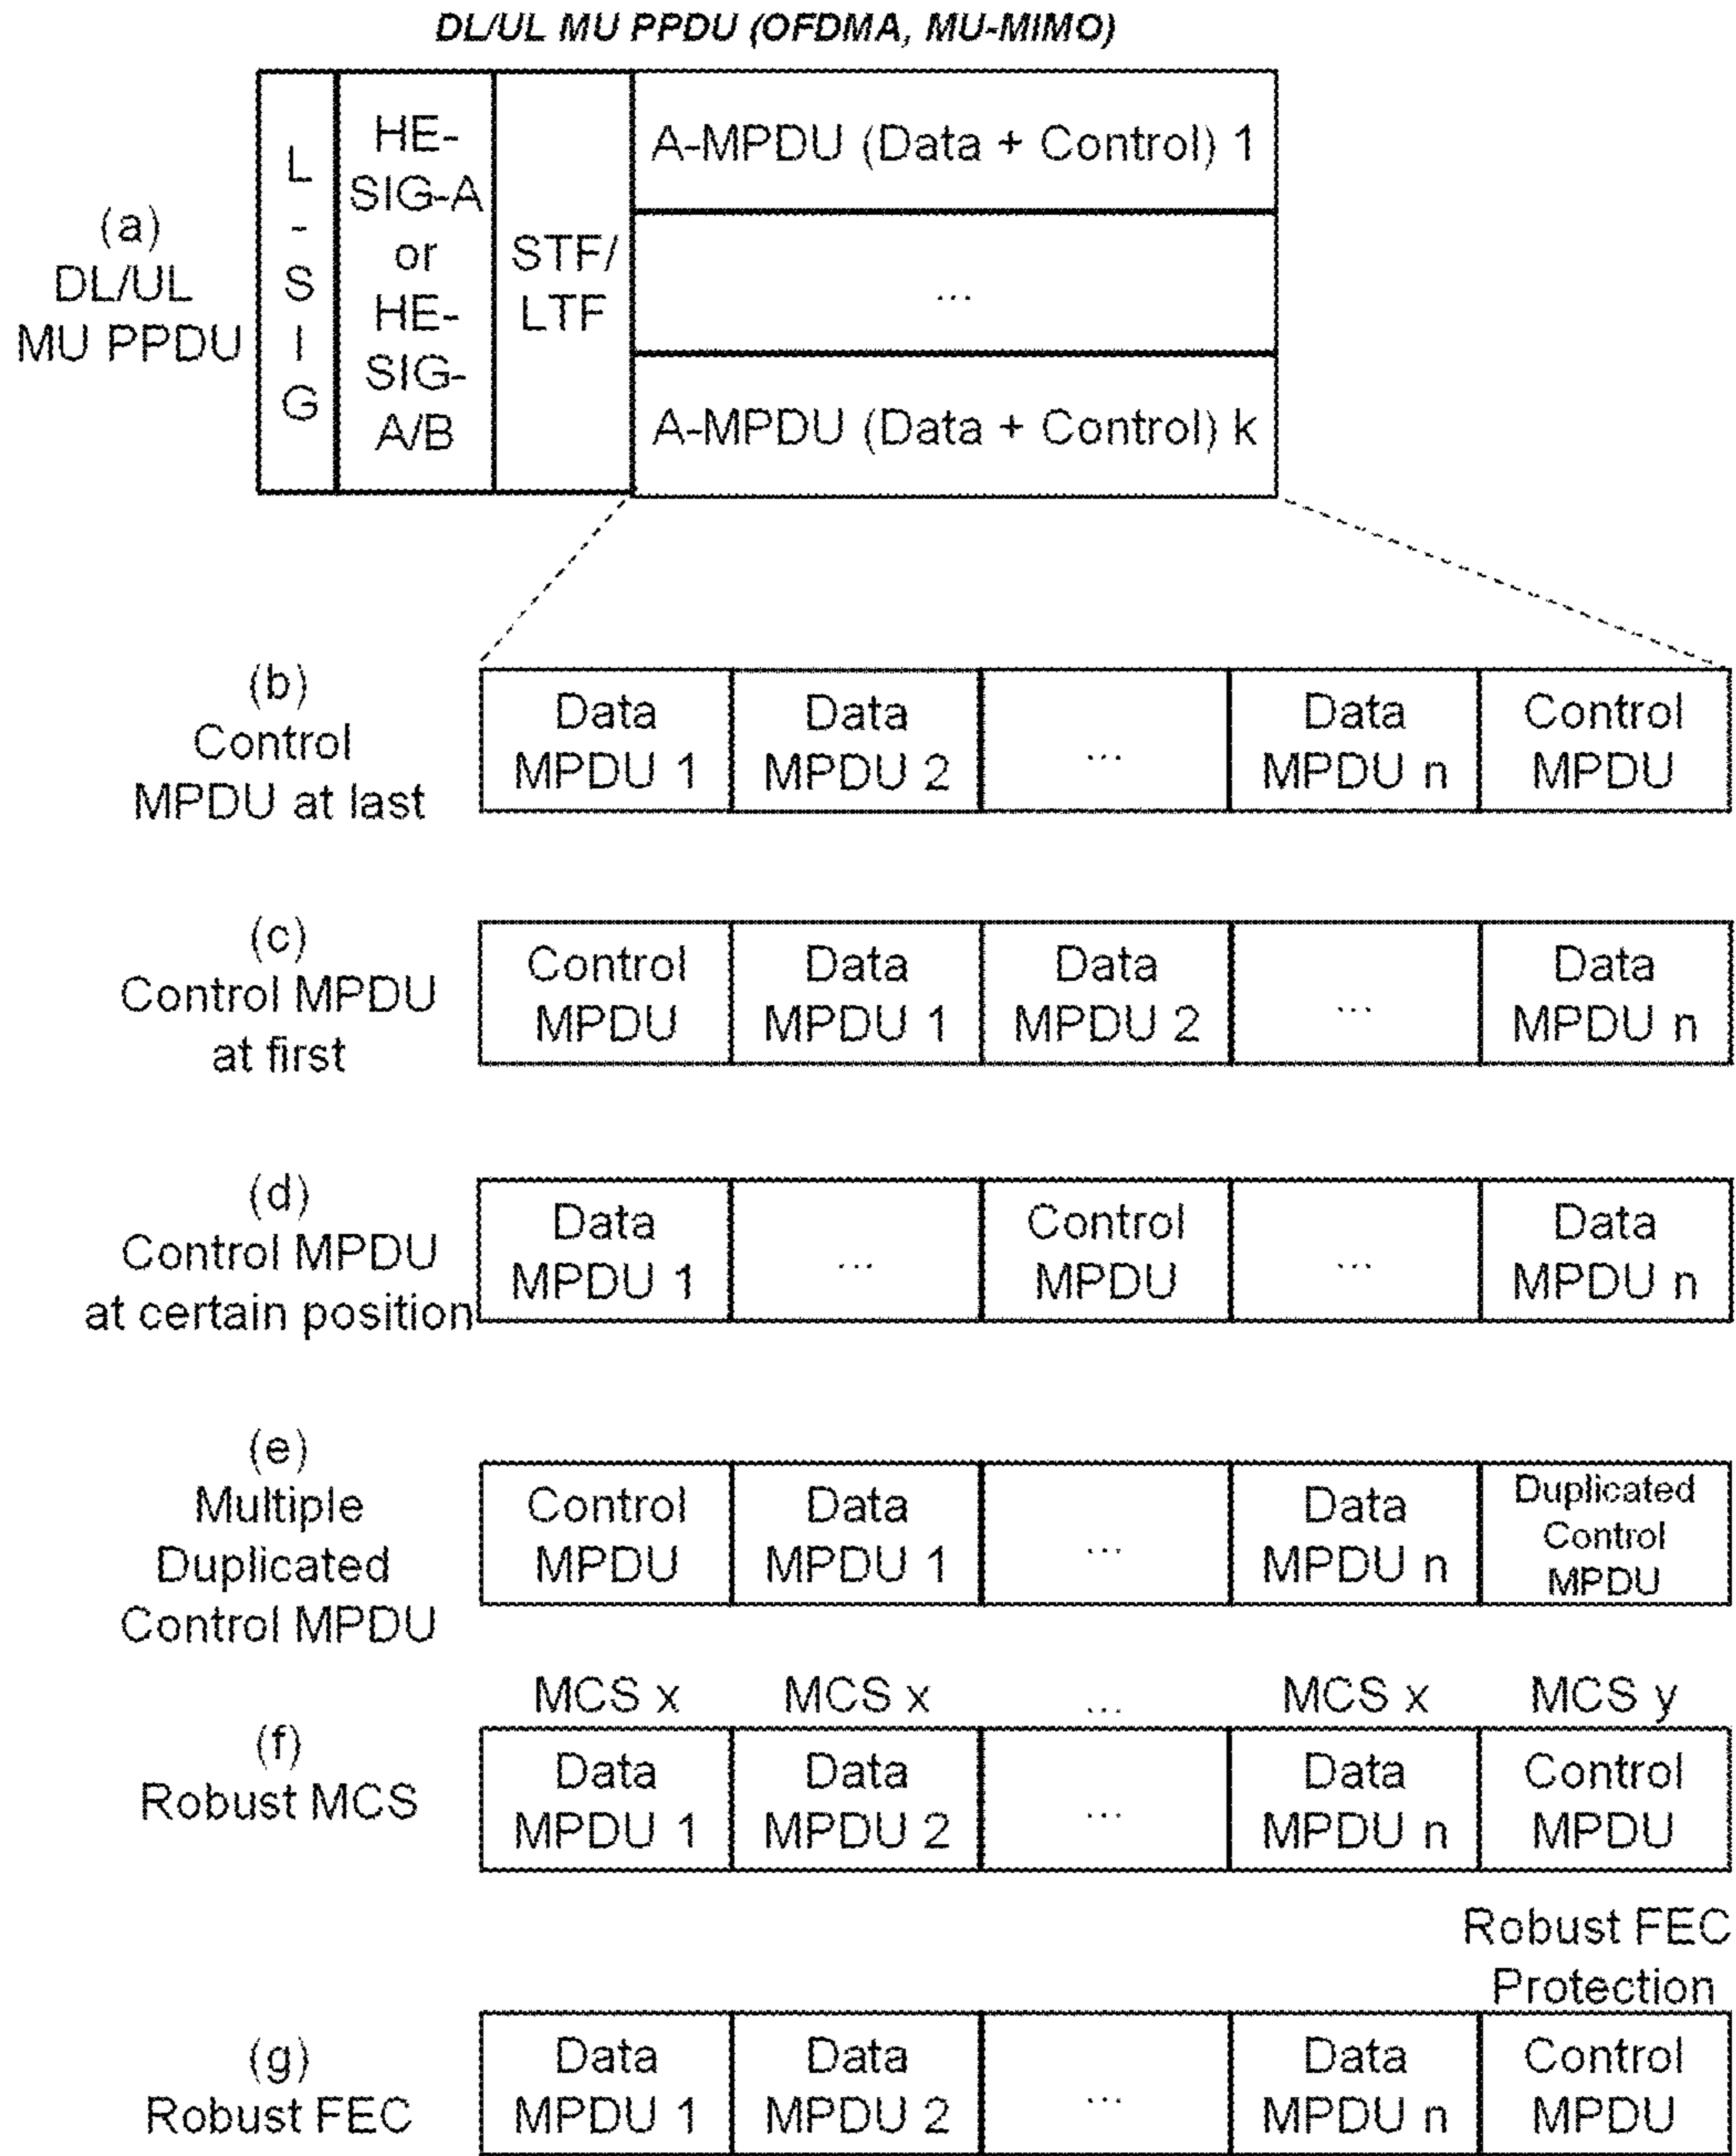 DL/UL MU PPDU (OFDMA, MU-MIMO)
(a)
DL/UL
MU PPDU
L
-
S
I
G
HE-
SIG-A
or
HE-
SIG-
A/B
STF/
LTF
A-MPDU (Data + Control) 1
...
A-MPDU (Data + Control) k
(b)
Control
MPDU at last
Data
MPDU 1
Data
MPDU 2
...
Data
MPDU n
Control
MPDU
(c)
Control MPDU
at first
Control
MPDU
Data
MPDU 1
Data
MPDU 2
...
Data
MPDU n
(d)
Control MPDU
at certain position
Data
MPDU 1
...
Control
MPDU
...
Data
MPDU n
(e)
Multiple
Duplicated
Control MPDU
Control
MPDU
Data
MPDU 1
...
Data
MPDU n
Duplicated
Control
MPDU
(f)
Robust MCS
MCS x
MCS x
...
MCS x
MCS y
Data
MPDU 1
Data
MPDU 2
...
Data
MPDU n
Control
MPDU
Robust FEC
Protection
(g)
Robust FEC
Data
MPDU 1
Data
MPDU 2
...
Data
MPDU n
Control
MPDU